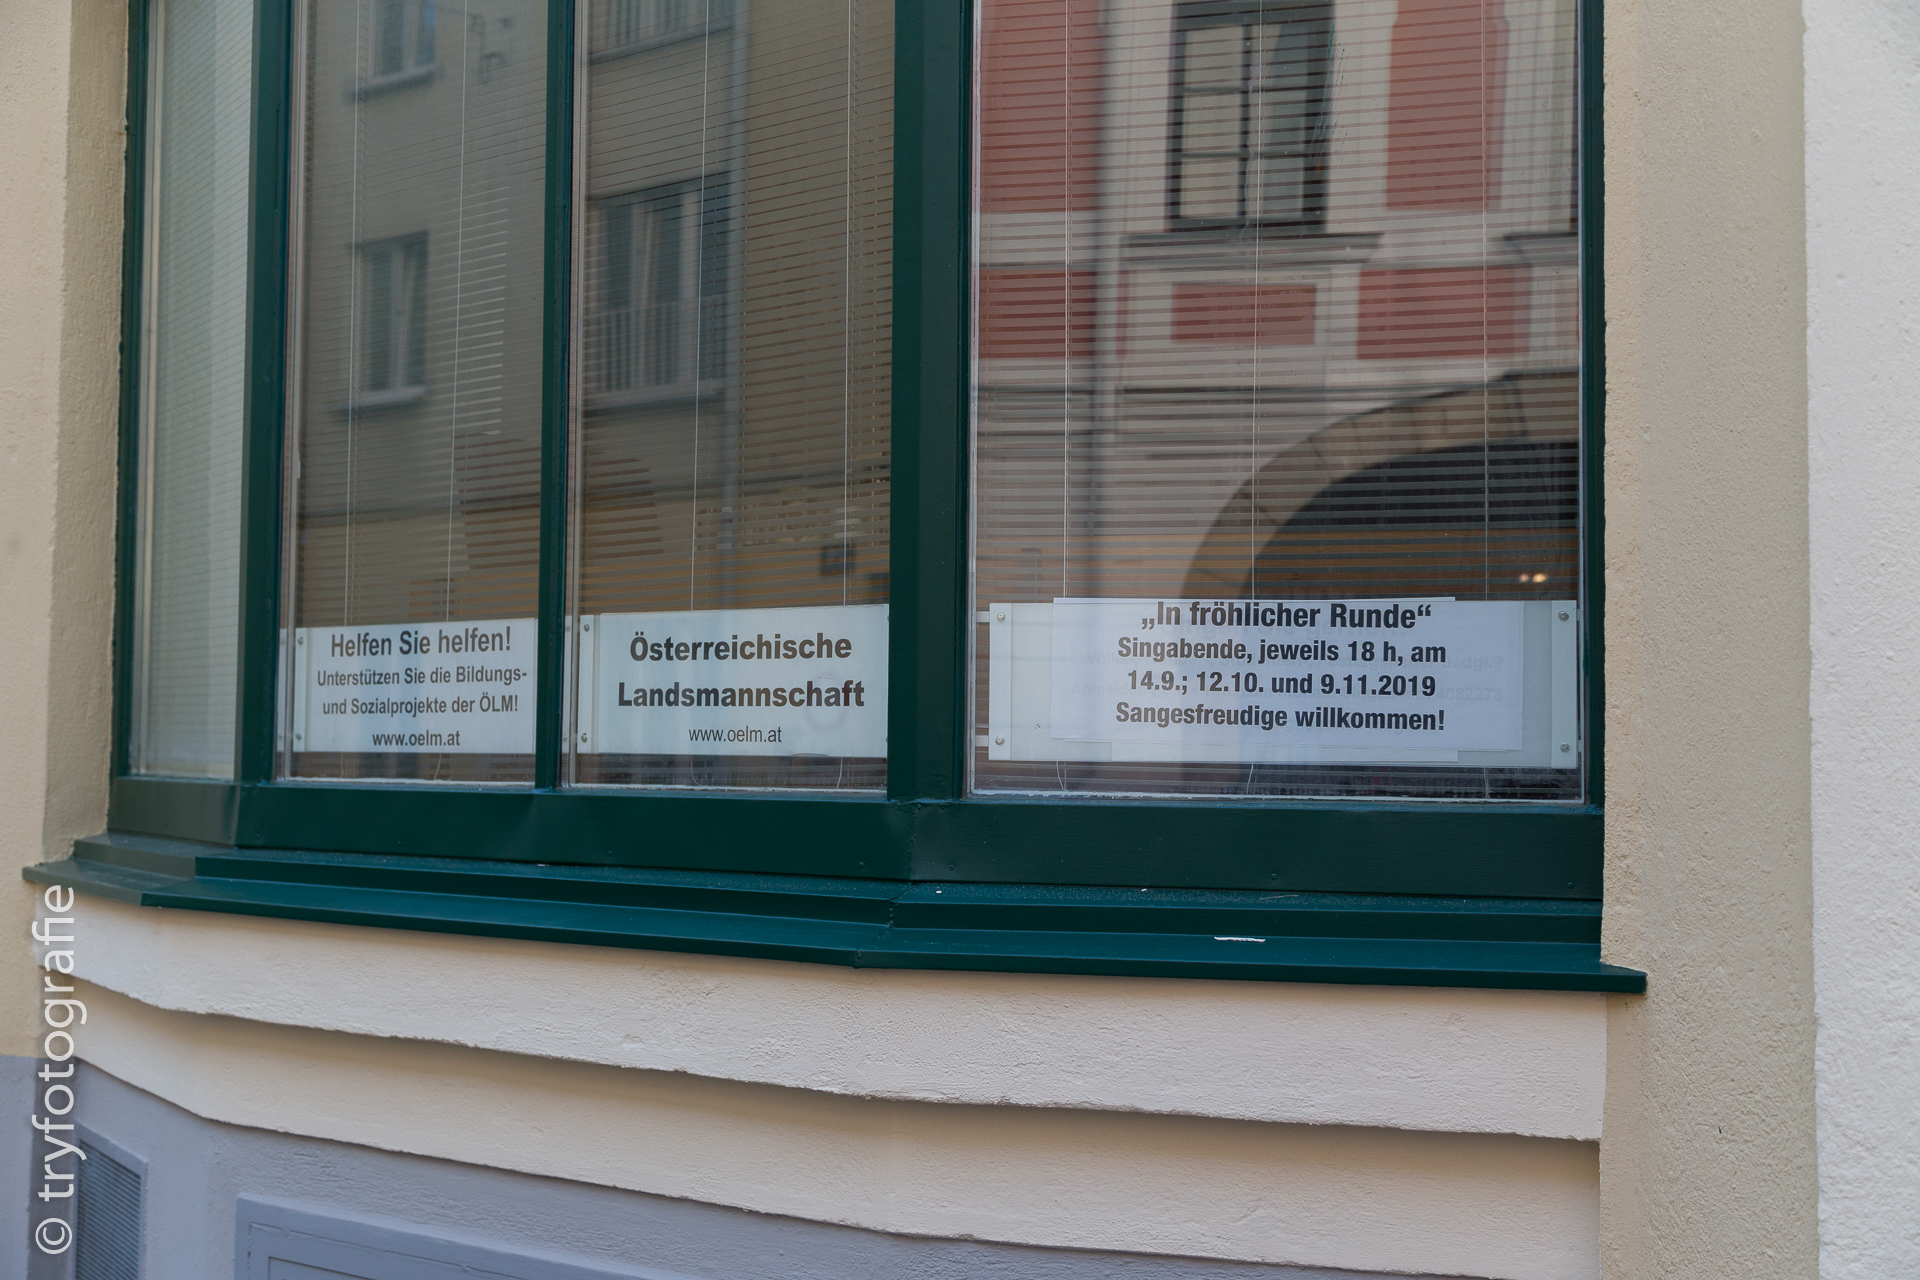 Helfen Sie helfen!
Unterstützen Sie die Bildungs-
und Sozialprojekte der ÖLM!
www.oelm.at
Österreichische
Landsmannschaft
www.oelm.at
„In fröhlicher Runde“
Singabende, jeweils 18 h, am
14.9.; 12.10. und 9.11.2019
Sangesfreudige willkommen!
© tryfotografie